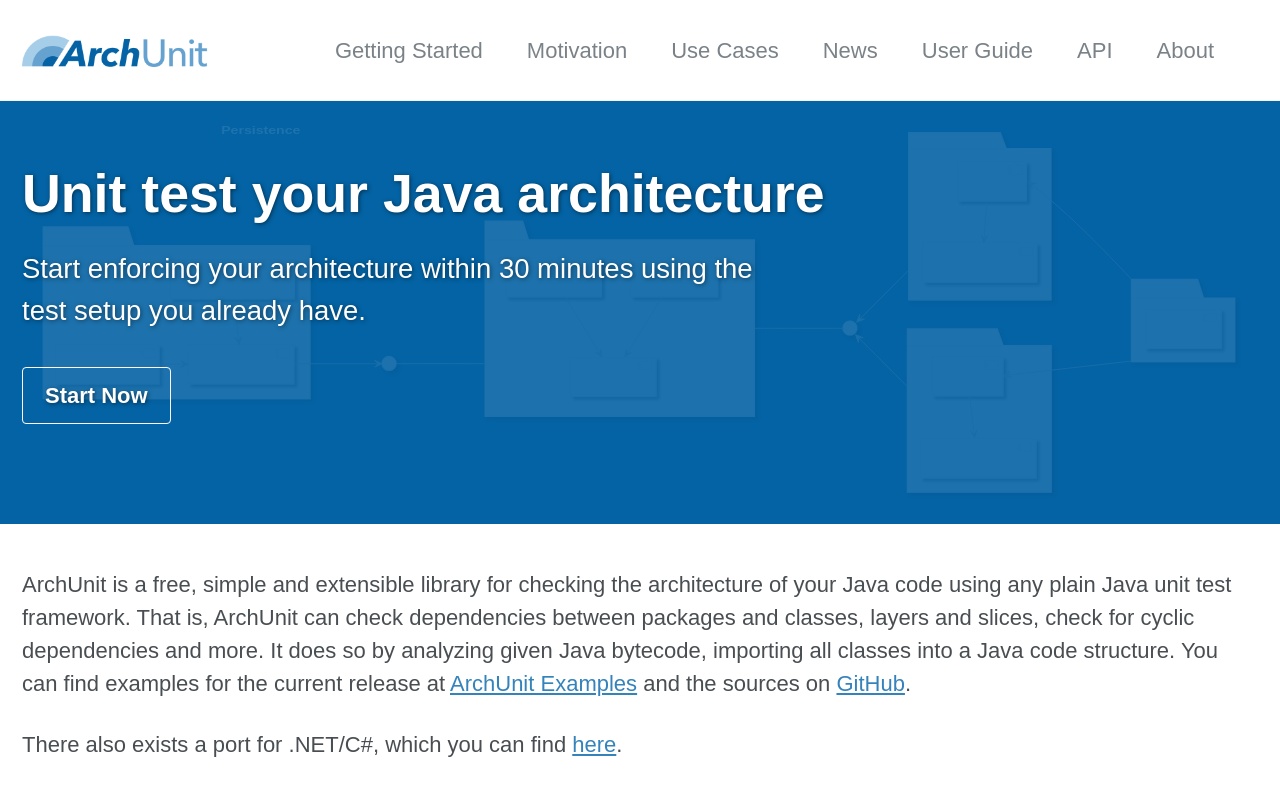 ArchUnit
Getting Started Motivation Use Cases News User Guide API About
Persistence
Unit test your Java architecture
Start enforcing your architecture within 30 minutes using the
test setup you already have.
Start Now
ArchUnit is a free, simple and extensible library for checking the architecture of your Java code using any plain Java unit test
framework. That is, ArchUnit can check dependencies between packages and classes, layers and slices, check for cyclic
dependencies and more. It does so by analyzing given Java bytecode, importing all classes into a Java code structure. You
can find examples for the current release at ArchUnit Examples and the sources on GitHub.
There also exists a port for .NET/C#, which you can find here.